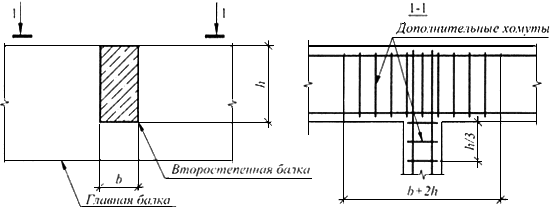 1
1
h
Второстепенная балка
b
Главная балка
1-1
Дополнительные хомуты
h/3
b+2h